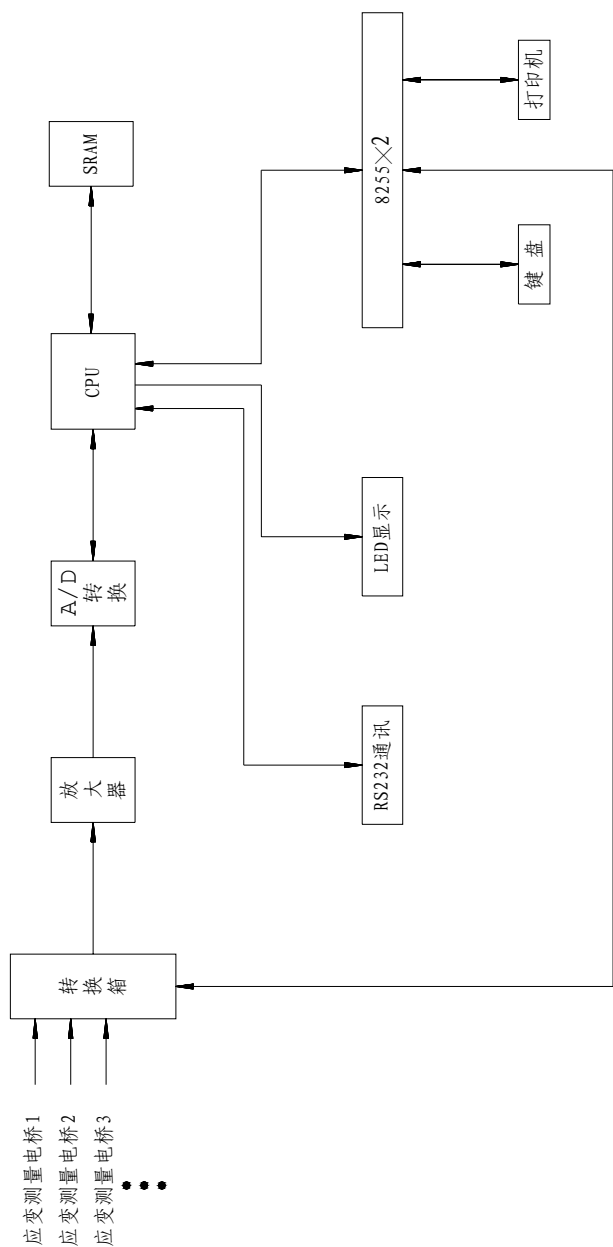 应变测量电桥1
应变测量电桥2
应变测量电桥3
转
换
箱
放
大
器
A/D
转
换
CPU
SRAM
RS232通讯
LED显示
8255×2
键 盘
打印机